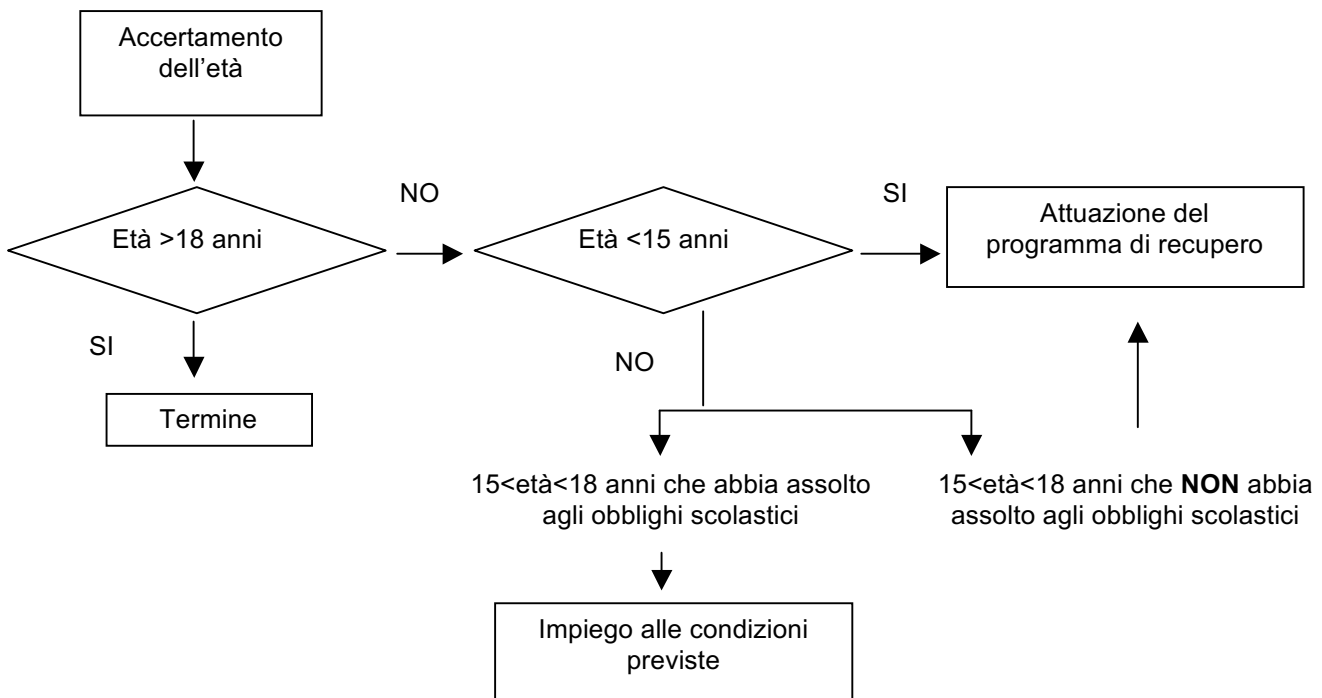 Accertamento
dell'età
NO
SI
Età >18 anni
Età <15 anni
Attuazione del
programma di recupero
SI
NO
Termine
15<età<18 anni che abbia assolto
agli obblighi scolastici
15<età<18 anni che NON abbia
assolto agli obblighi scolastici
Impiego alle condizioni
previste